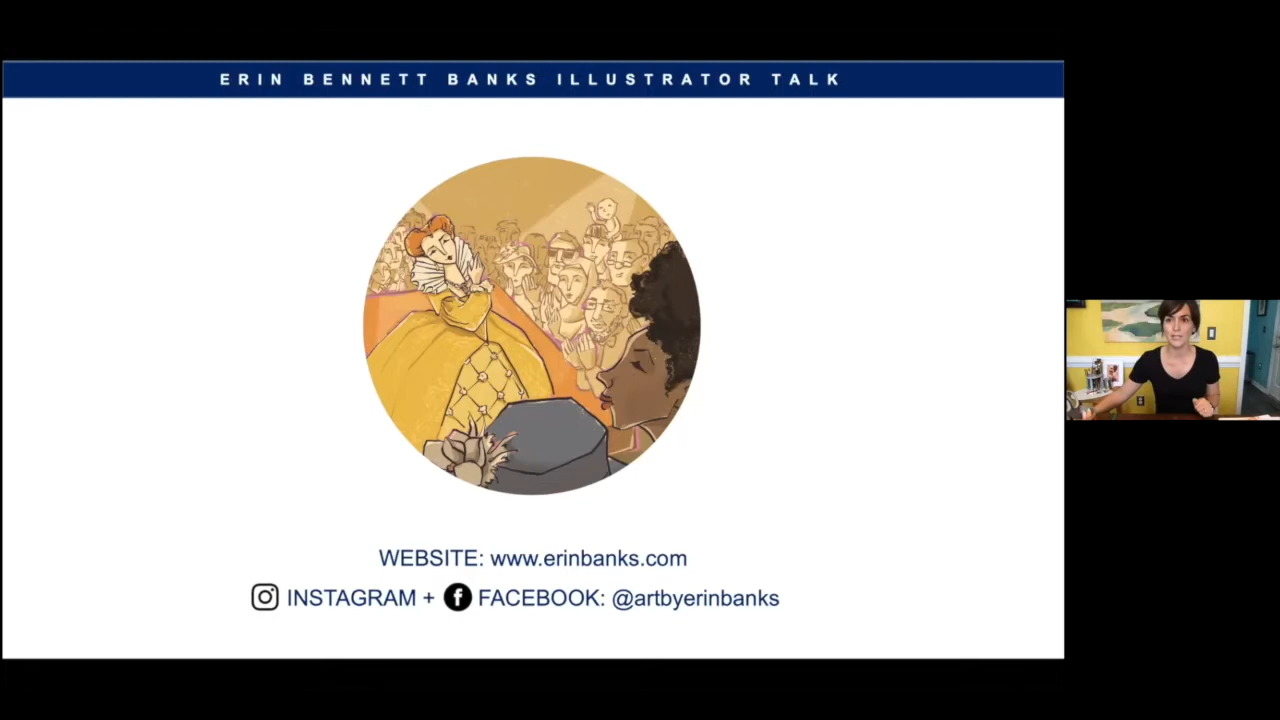 ERIN BENNETT BANKS ILLUSTRATOR TALK
WEBSITE: www.erinbanks.com
INSTAGRAM + FACEBOOK: @artbyerinbanks